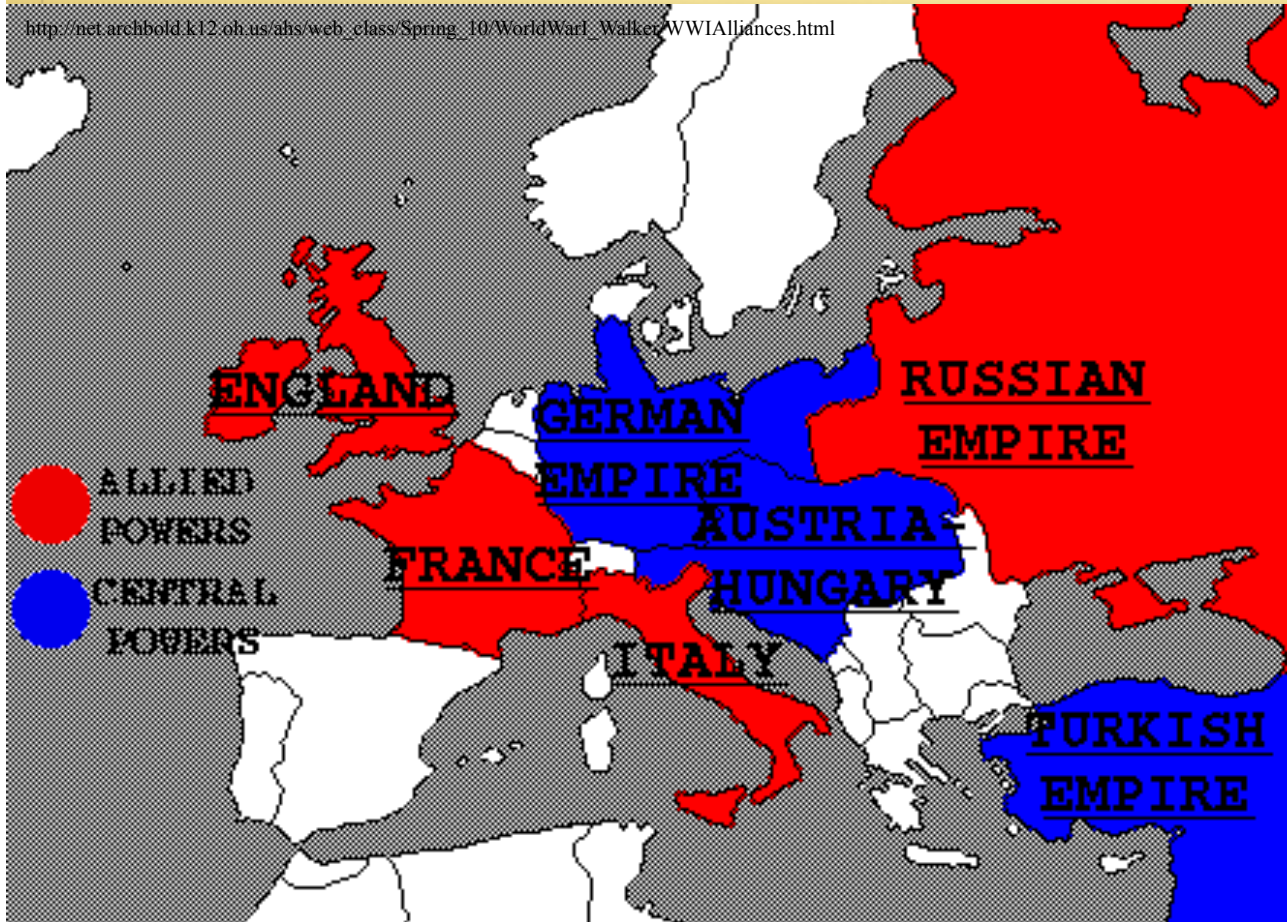 http://net.archbold.k12.oh.us/ahs/web_class/Spring_10/WorldWarI_Walker/WWIAlliances.html
ENGLAND
RUSSIAN
EMPIRE
GERMAN
EMPIRE
ALLIED
POWERS
AUSTRIA-
HUNGARY
FRANCE
CENTRAL
POWERS
ITALY
TURKISH
EMPIRE